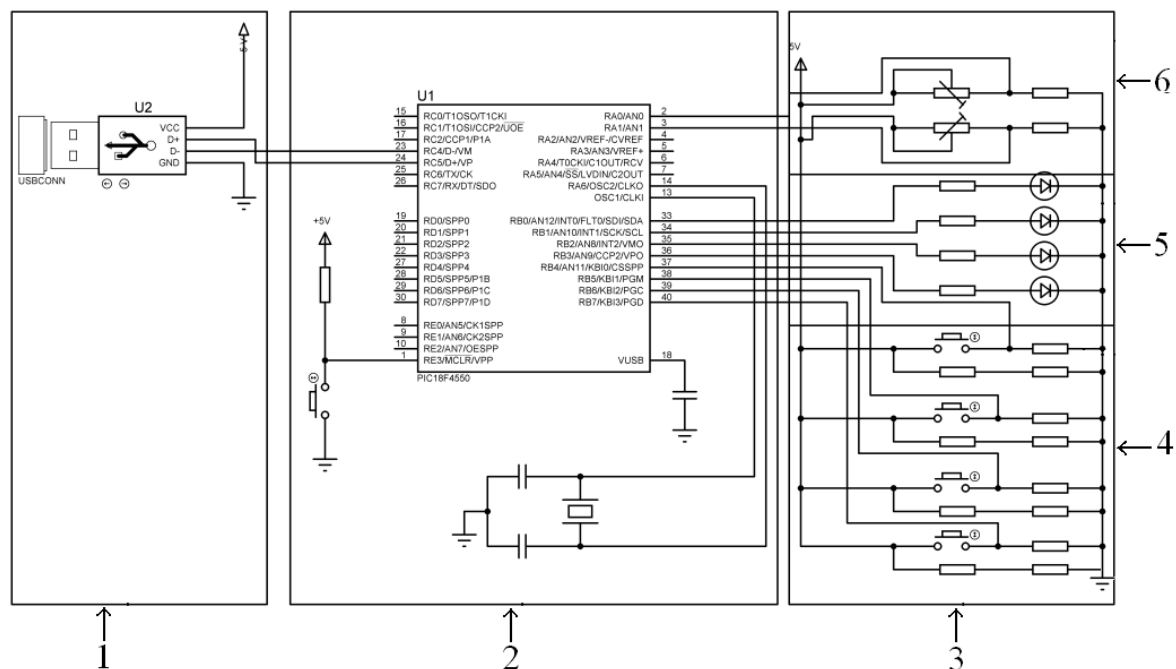 5V
U2
VCC
D+
D-
GND
USBCONN
+5V
U1
15 RC0/T1OSO/T1CKI RA0/AN0 2
16 RC1/T1OSI/CCP2/UOE RA1/AN1 3
17 RC2/CCP1/P1A RA2/AN2/VREF-/CVREF 4
23 RC4/D-/VM RA3/AN3/VREF+ 5
24 RC5/D+/VP RA4/T0CKI/C1OUT/RCV 6
25 RC6/TX/CK RA5/AN4/SS/LVDIN/C2OUT 7
26 RC7/RX/DT/SDO RA6/OSC2/CLKO 14
OSC1/CLKI 13
19 RD0/SPP0 RB0/AN12/INT0/FLT0/SDI/SDA 33
20 RD1/SPP1 RB1/AN10/INT1/SCK/SCL 34
21 RD2/SPP2 RB2/AN8/INT2/VMO 35
22 RD3/SPP3 RB3/AN9/CCP2/VPO 36
27 RD4/SPP4 RB4/AN11/KBI0/CSSPP 37
28 RD5/SPP5/P1B RB5/KBI1/PGM 38
29 RD6/SPP6/P1C RB6/KBI2/PGC 39
30 RD7/SPP7/P1D RB7/KBI3/PGD 40
8 RE0/AN5/CK1SPP
9 RE1/AN6/CK2SPP
10 RE2/AN7/OESPP
1 RE3/MCLR/VPP VUSB 18
PIC18F4550
5V
6
5
4
1
2
3